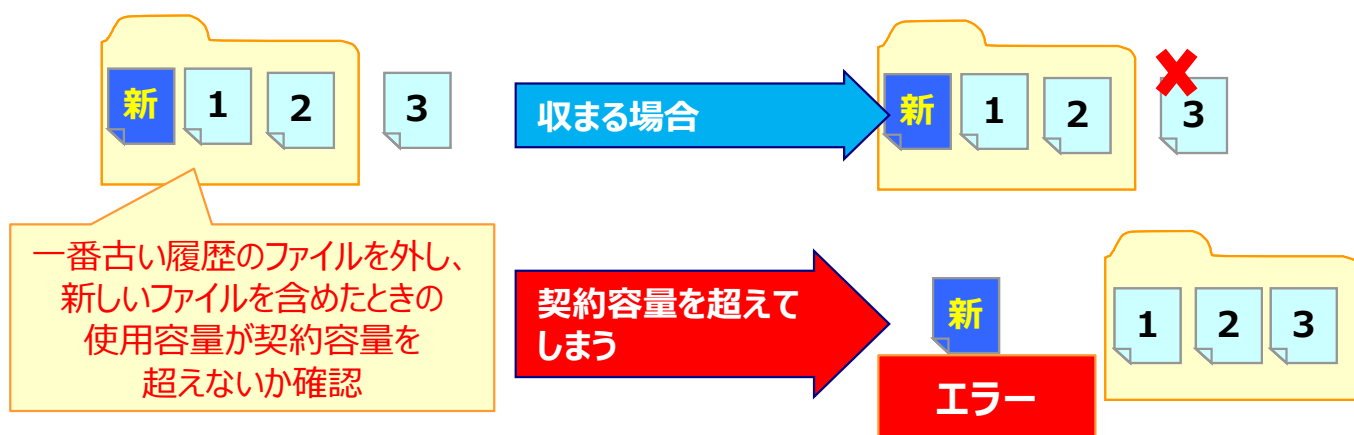 新 1 2 3
収まる場合
新 1 2 3
一番古い履歴のファイルを外し、
新しいファイルを含めたときの
使用容量が契約容量を
超えないか確認
契約容量を超えて
しまう
新
エラー
1 2 3